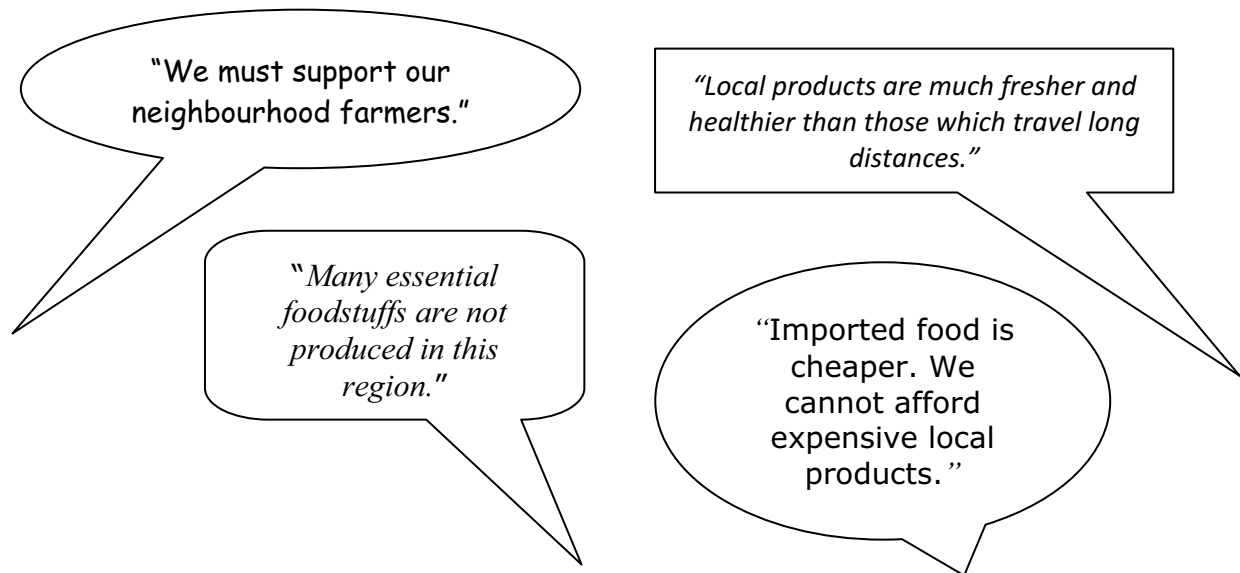 “We must support our
neighbourhood farmers.”
“Local products are much fresher and
healthier than those which travel long
distances.”
“Many essential
foodstuffs are not
produced in this
region.”
“Imported food is
cheaper. We
cannot afford
expensive local
products.”